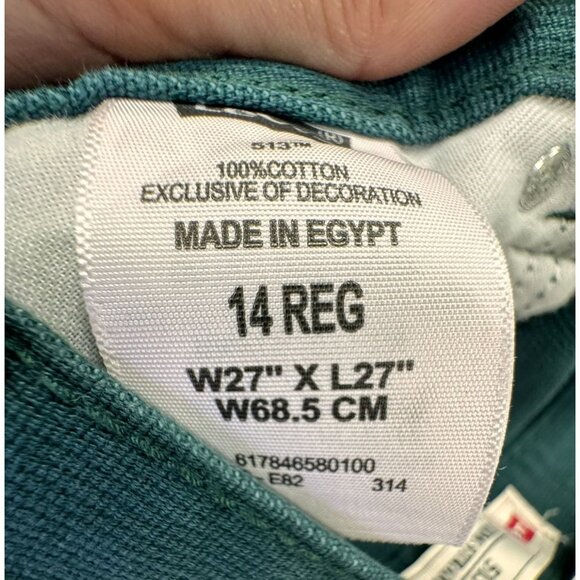 513™
100%COTTON
EXCLUSIVE OF DECORATION
MADE IN EGYPT
14 REG
W27" X L27"
W68.5 CM
617846580100
E82 314